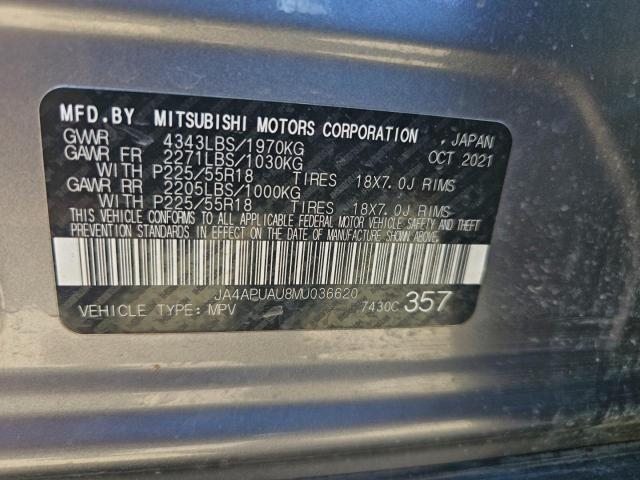 MFD.BY MITSUBISHI MOTORS CORPORATION , JAPAN
GWWR 4343LBS/1970KG OCT 2021
GAWR FR 2271LBS/1030KG
WITH P225/55R18 TIRES 18X7.0J RIMS
GAWR RR 2205LBS/1000KG
WITH P225/55R18 TIRES 18X7.0J RIMS
THIS VEHICLE CONFORMS TO ALL APPLICABLE FEDERAL MOTOR VEHICLE SAFETY AND THEFT
PREVENTION STANDARDS IN EFFECT ON THE DATE OF MANUFACTURE SHOWN ABOVE.
JA4APUAU8MU036620
VEHICLE TYPE: MPV 7430C 357